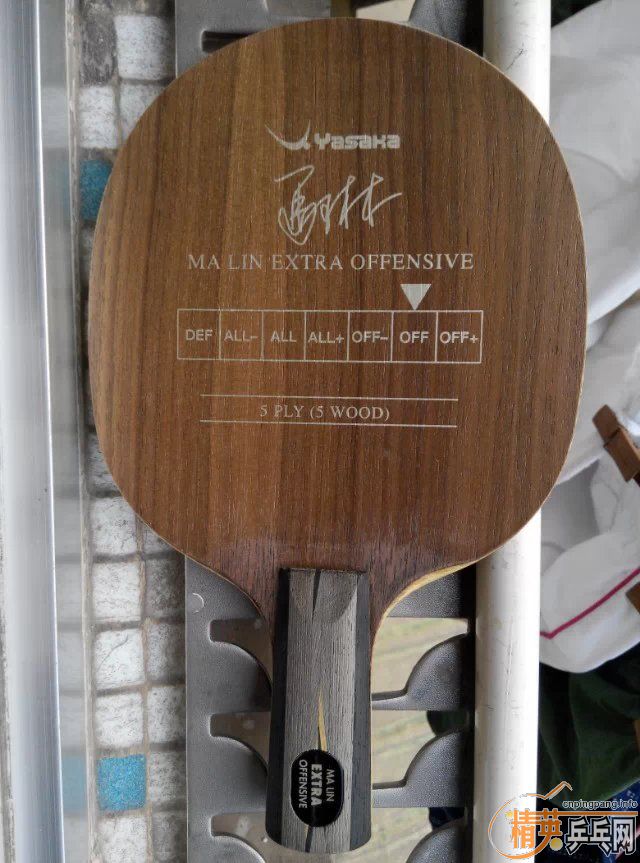 Yasaka
马林
MA LIN EXTRA OFFENSIVE
DEF ALL- ALL ALL+ OFF- OFF OFF+
5 PLY (5 WOOD)
MA LIN
EXTRA
OFFENSIVE
cnpingpang.info
精英乒乓网